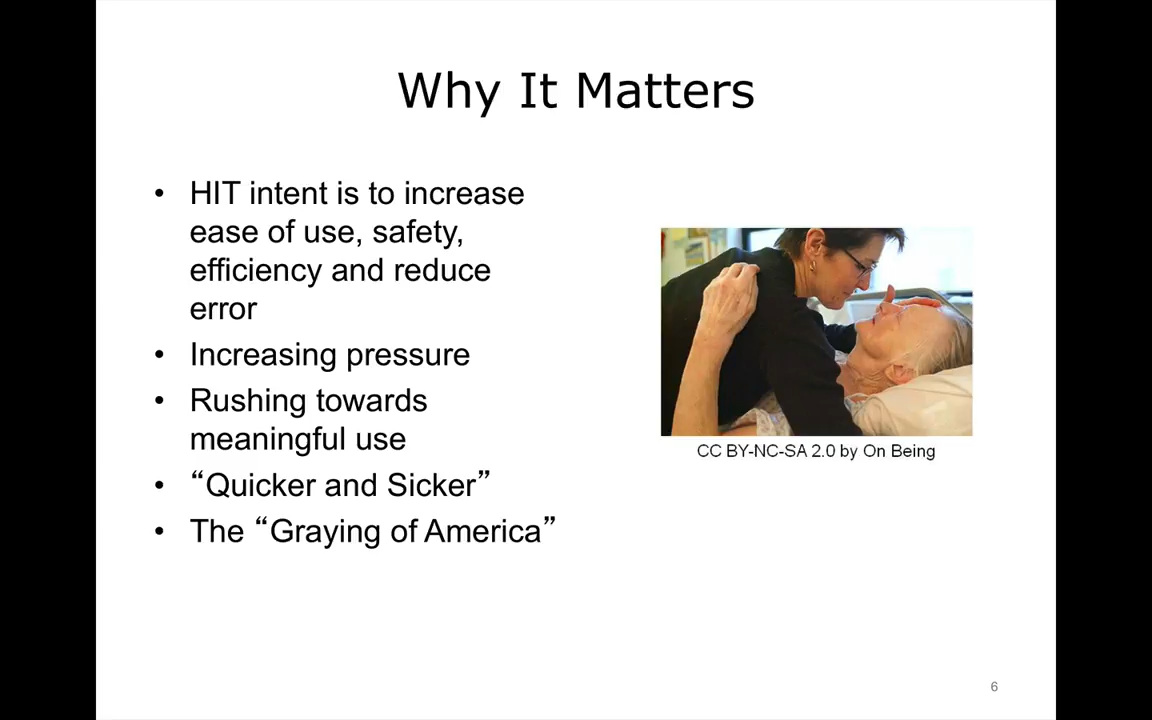 Why It Matters
• HIT intent is to increase
ease of use, safety,
efficiency and reduce
error
• Increasing pressure
• Rushing towards
meaningful use
• “Quicker and Sicker”
• The “Graying of America”
CC BY-NC-SA 2.0 by On Being
6